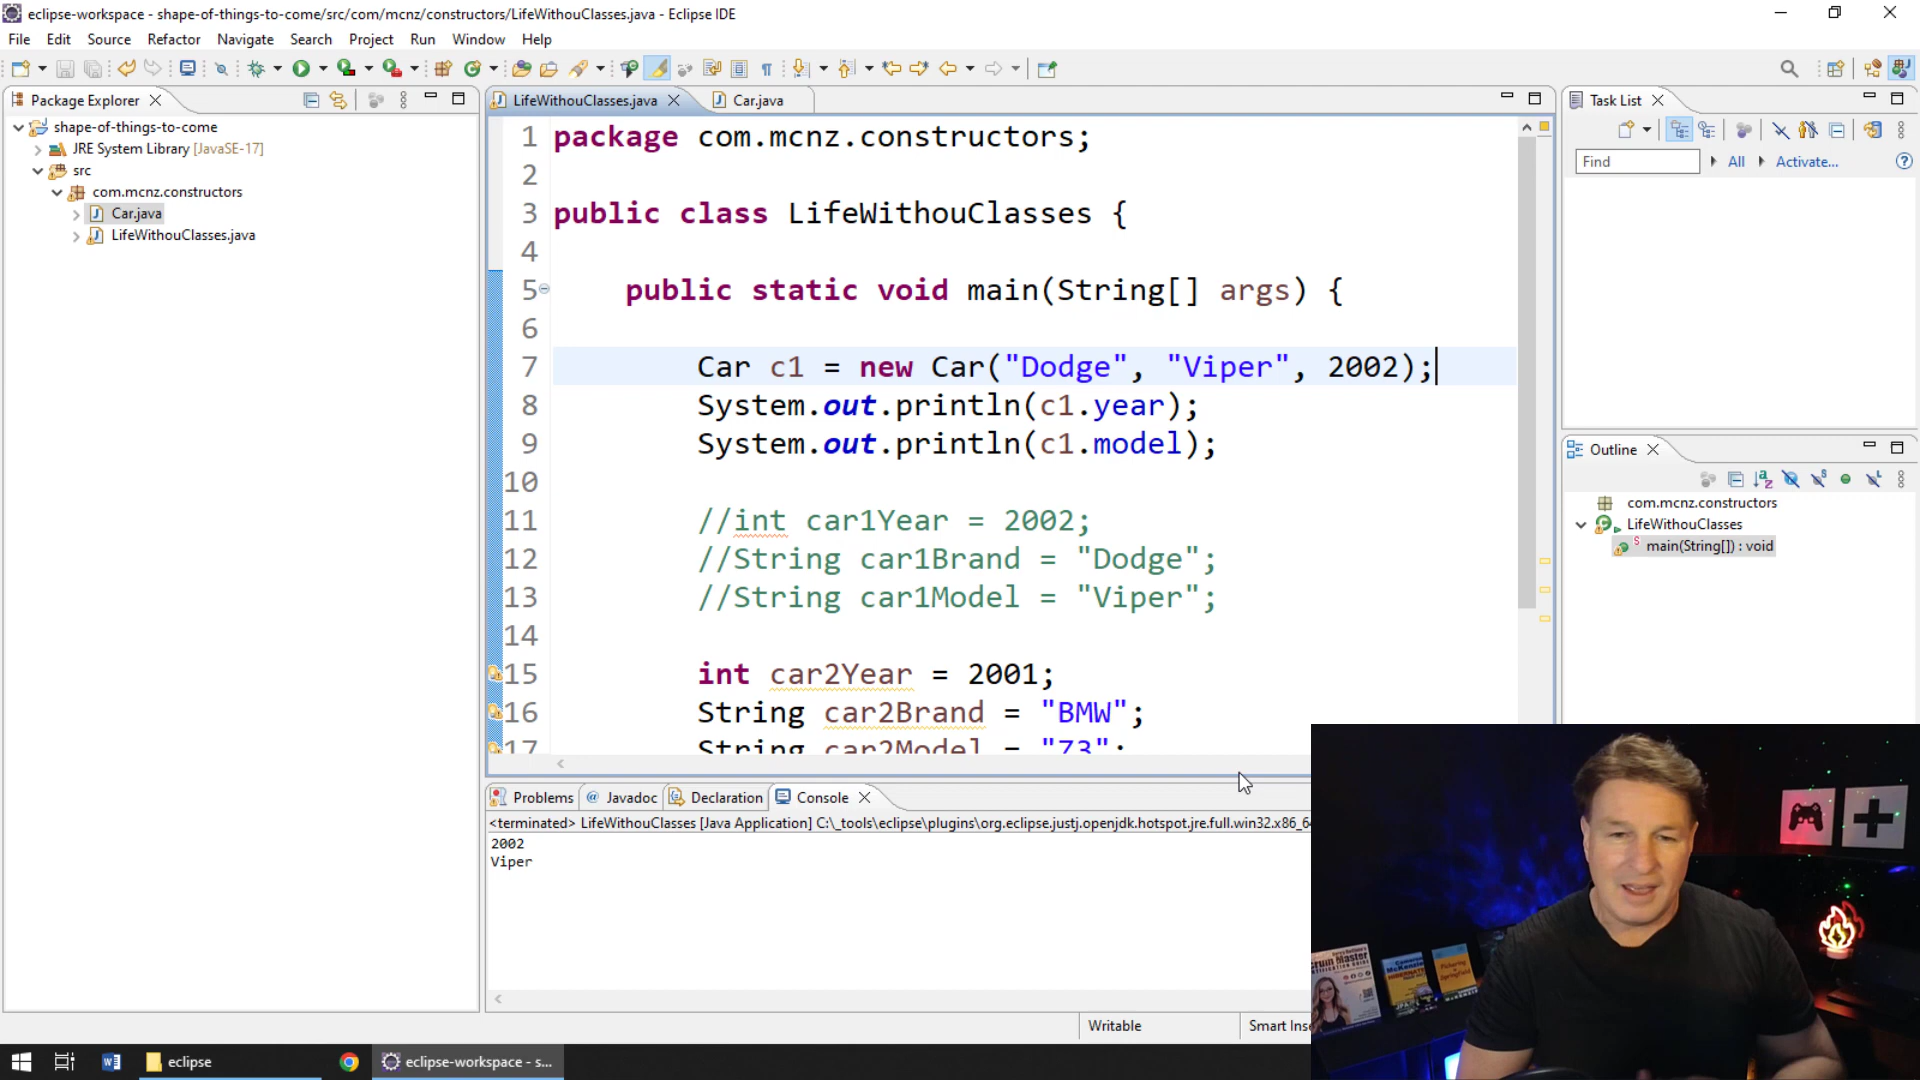 eclipse-workspace - shape-of-things-to-come/src/com/mcnz/constructors/LifeWithouClasses.java - Eclipse IDE
File Edit Source Refactor Navigate Search Project Run Window Help
Package Explorer
shape-of-things-to-come
JRE System Library [JavaSE-17]
src
com.mcnz.constructors
Car.java
LifeWithouClasses.java
LifeWithouClasses.java Car.java
1 package com.mcnz.constructors;
2
3 public class LifeWithouClasses {
4
5 public static void main(String[] args) {
6
7 Car c1 = new Car("Dodge", "Viper", 2002);
8 System.out.println(c1.year);
9 System.out.println(c1.model);
10
11 //int car1Year = 2002;
12 //String car1Brand = "Dodge";
13 //String car1Model = "Viper";
14
15 int car2Year = 2001;
16 String car2Brand = "BMW";
17 String car2Model = "Z3";
Problems Javadoc Declaration Console
<terminated> LifeWithouClasses [Java Application] C:\_tools\eclipse\plugins\org.eclipse.justj.openjdk.hotspot.jre.full.win32.x86_6
2002
Viper
Writable Smart Inse
Task List
Find All Activate...
Outline
com.mcnz.constructors
LifeWithouClasses
main(String[]) : void
eclipse
eclipse-workspace - s...